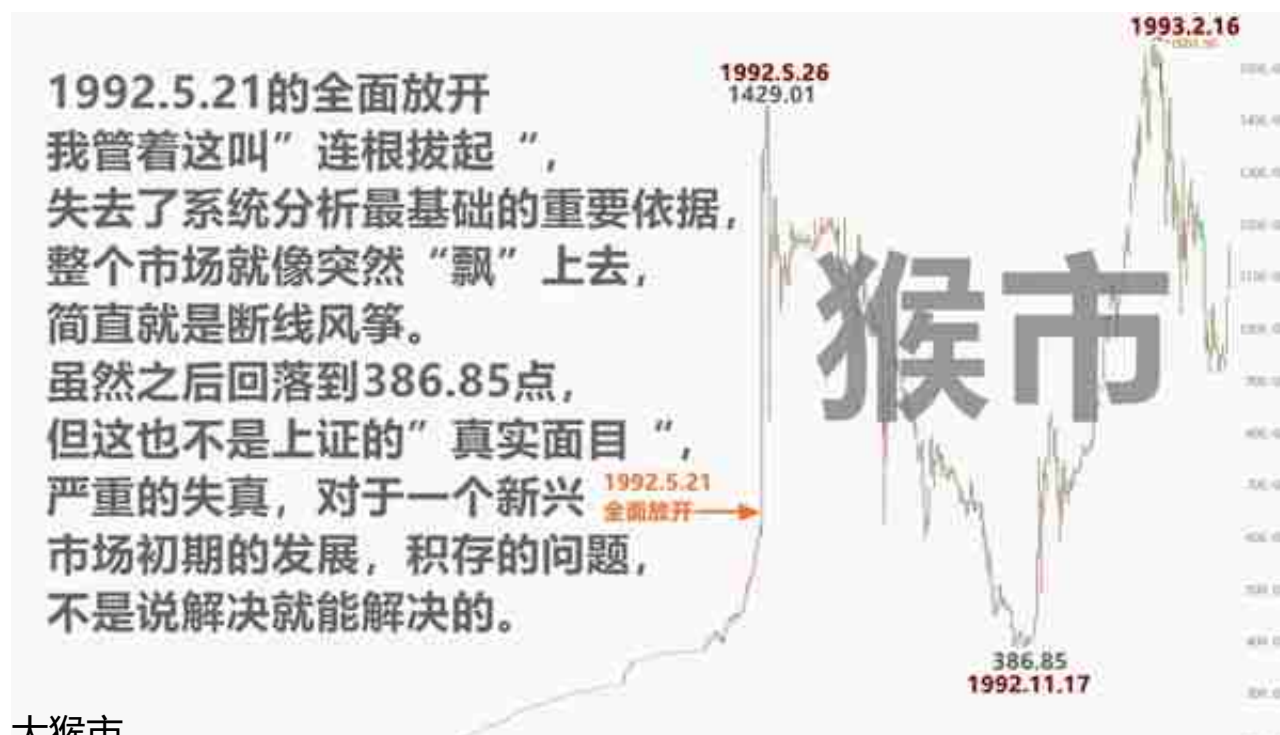 1993.2.16
1992.5.26
1429.01
1992.5.21的全面放开
我管着这叫”连根拔起“，
失去了系统分析最基础的重要依据，
整个市场就像突然“飘”上去，
简直就是断线风筝。
虽然之后回落到386.85点，
但这也不是上证的”真实面目“，
严重的失真，对于一个新兴
市场初期的发展，积存的问题，
不是说解决就能解决的。
猴市
1992.5.21
全面放开
386.85
1992.11.17
大猴市